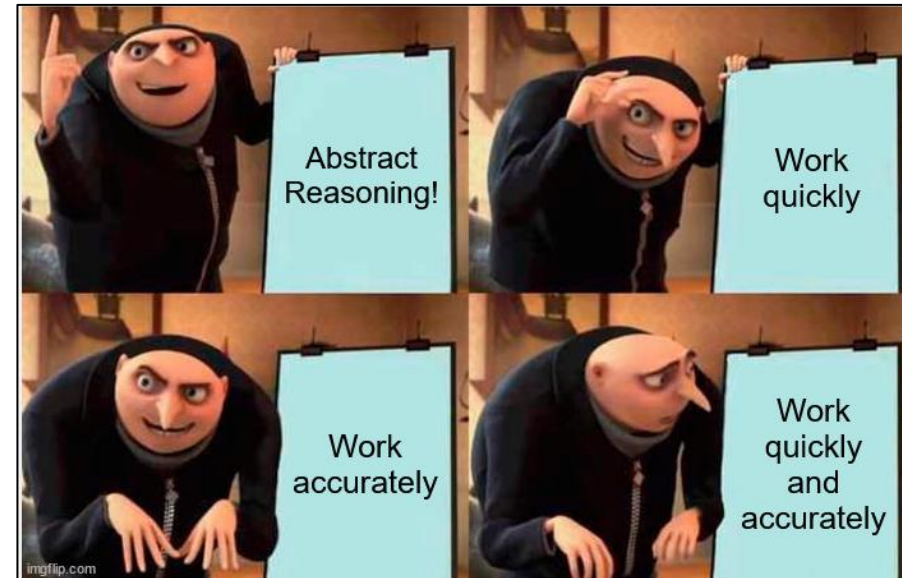 Abstract
Reasoning!
Work
quickly
Work
accurately
Work
quickly
and
accurately
imgflip.com